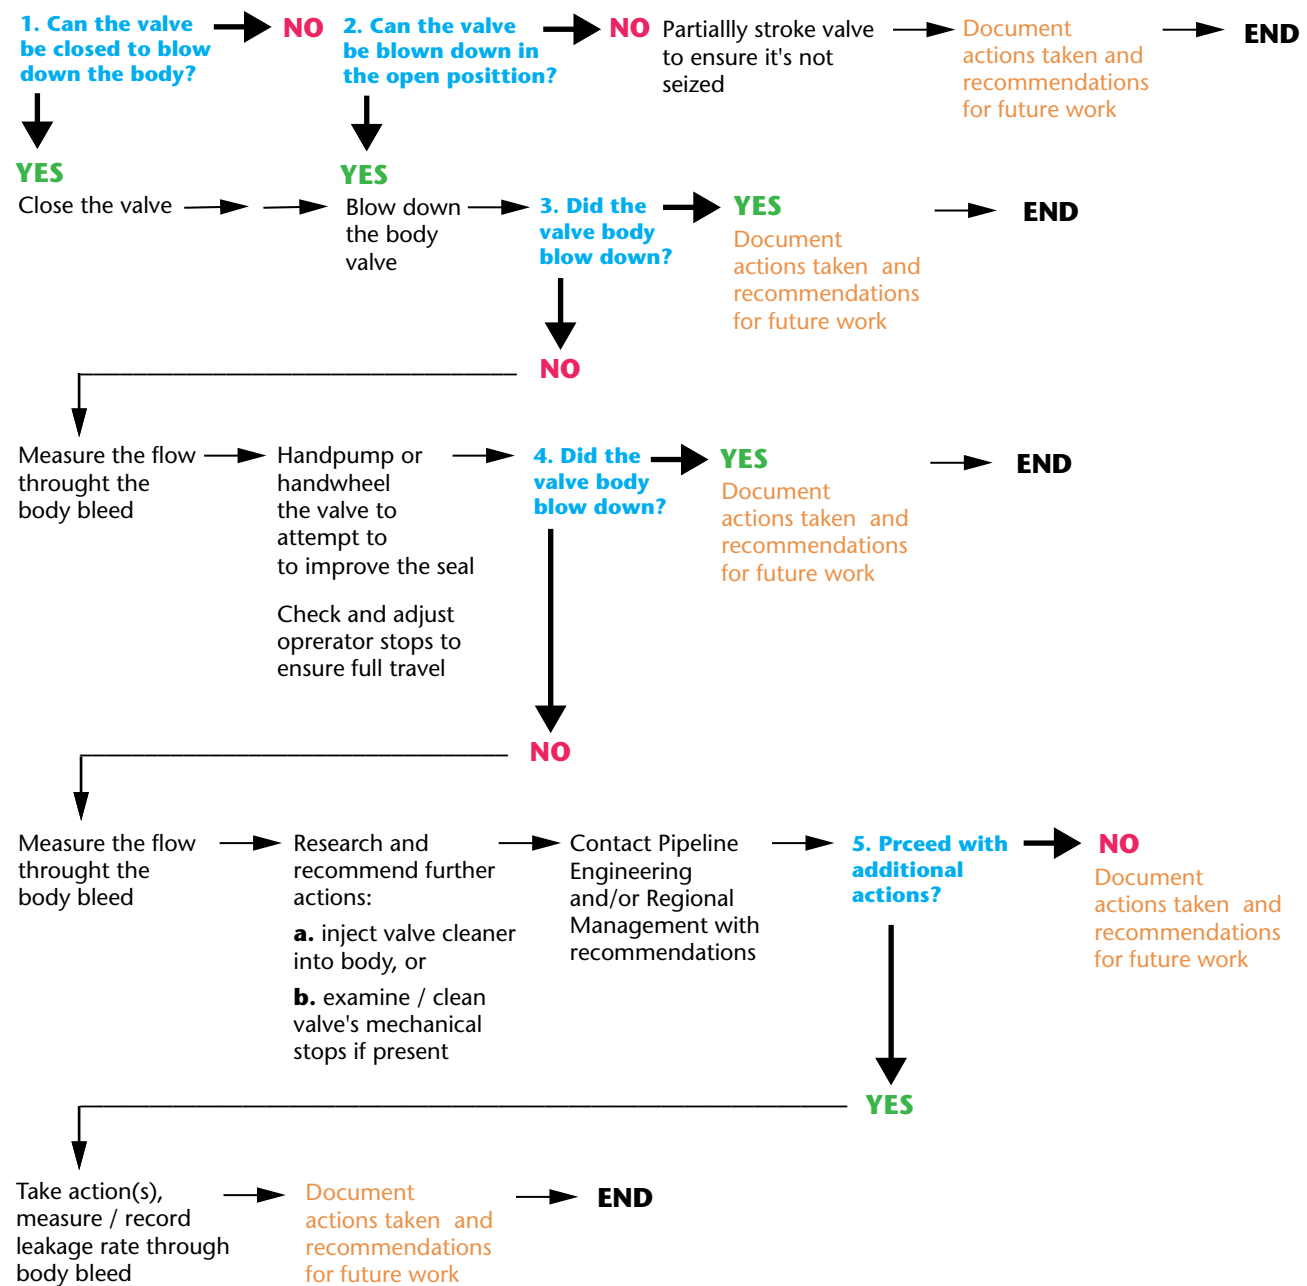 1. Can the valve
be closed to blow
down the body?
NO
2. Can the valve
be blown down in
the open posittion?
NO
Partiallly stroke valve
to ensure it's not
seized
Document
actions taken and
recommendations
for future work
END
YES
Close the valve
YES
Blow down
the body
valve
3. Did the
valve body
blow down?
YES
Document
actions taken and
recommendations
for future work
END
NO
Measure the flow
throught the
body bleed
Handpump or
handwheel
the valve to
attempt to
to improve the seal
Check and adjust
oprerator stops to
ensure full travel
4. Did the
valve body
blow down?
YES
Document
actions taken and
recommendations
for future work
END
NO
Measure the flow
throught the
body bleed
Research and
recommend further
actions:
a. inject valve cleaner
into body, or
b. examine / clean
valve's mechanical
stops if present
Contact Pipeline
Engineering
and/or Regional
Management with
recommendations
5. Prceed with
additional
actions?
NO
Document
actions taken and
recommendations
for future work
YES
Take action(s),
measure / record
leakage rate through
body bleed
Document
actions taken and
recommendations
for future work
END